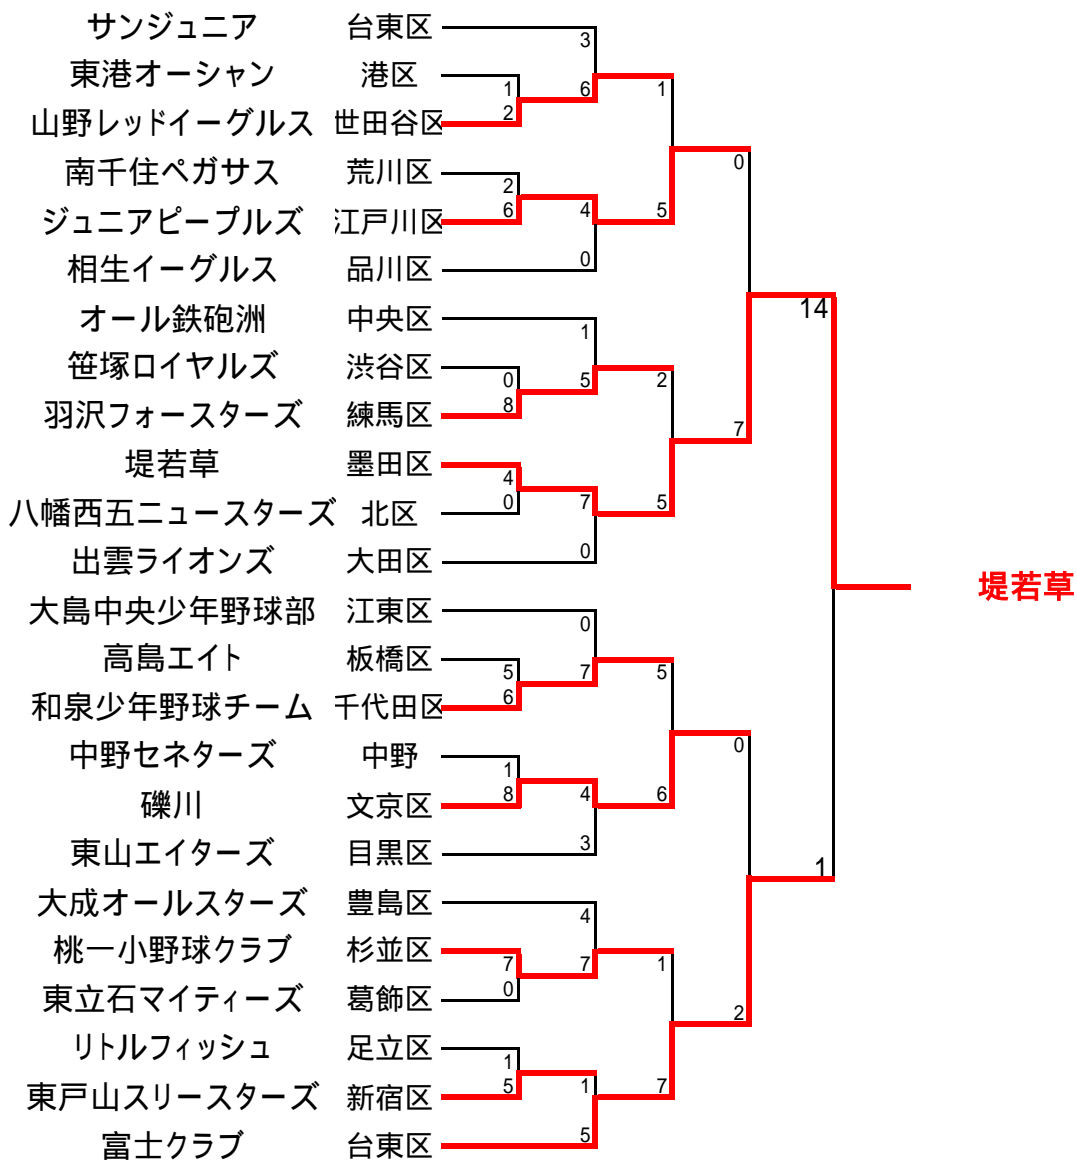 サンジュニア 台東区
3
東港オーシャン 港区
1 6 1
山野レッドイーグルス 世田谷区
2
0
南千住ペガサス 荒川区
2
ジュニアピープルズ 江戸川区
6 4 5
相生イーグルス 品川区
0
オール鉄砲洲 中央区
14
1
笹塚ロイヤルズ 渋谷区
0 5 2
羽沢フォースターズ 練馬区
8
7
堤若草 墨田区
4
八幡西五ニュースターズ 北区
0 7 5
出雲ライオンズ 大田区
0
堤若草
大島中央少年野球部 江東区
0
高島エイト 板橋区
5 7 5
和泉少年野球チーム 千代田区
6
0
中野セネターズ 中野
1
礫川 文京区
8 4 6
東山エイターズ 目黒区
3
1
大成オールスターズ 豊島区
4
桃一小野球クラブ 杉並区
7 7 1
東立石マイティーズ 葛飾区
0
2
リトルフィッシュ 足立区
1
東戸山スリースターズ 新宿区
5 1 7
富士クラブ 台東区
5